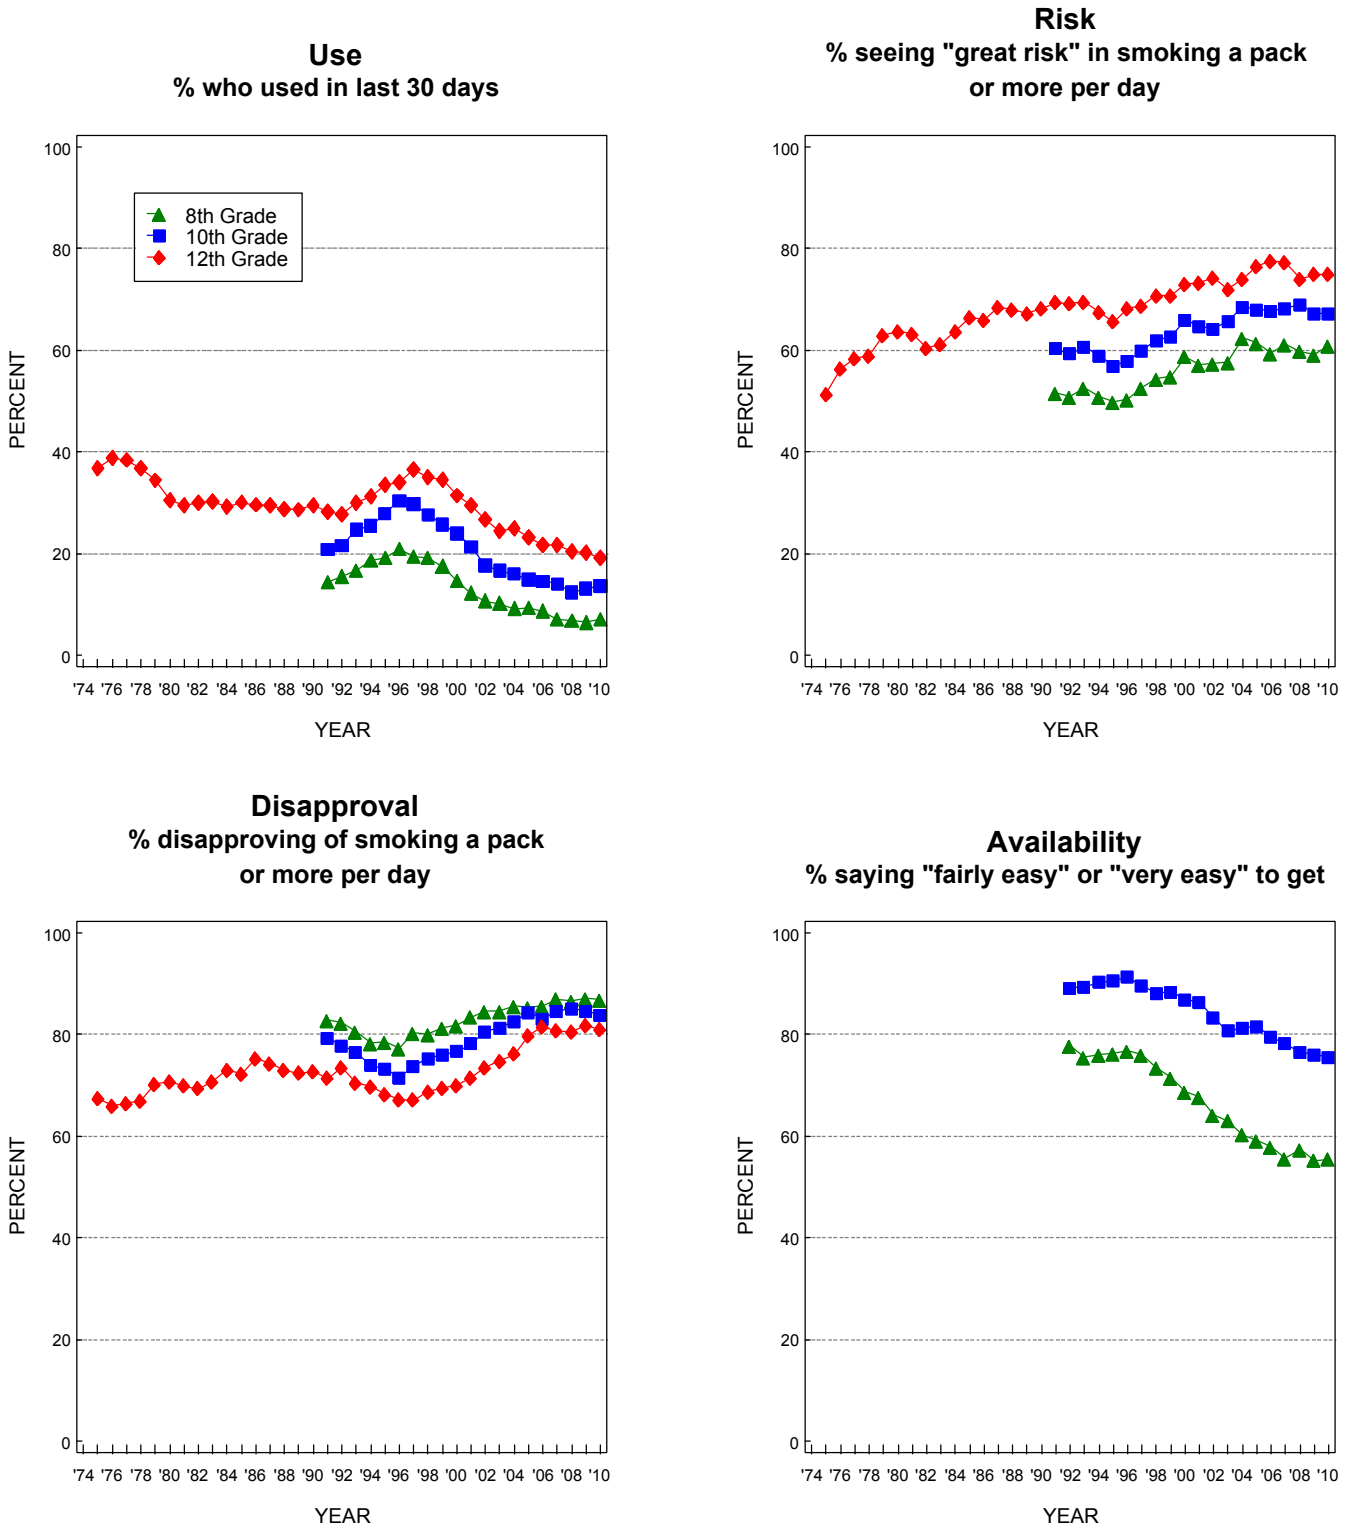 Use
% who used in last 30 days
100
80
60
40
20
0
PERCENT
8th Grade
10th Grade
12th Grade
'74 '76 '78 '80 '82 '84 '86 '88 '90 '92 '94 '96 '98 '00 '02 '04 '06 '08 '10
YEAR
Risk
% seeing "great risk" in smoking a pack
or more per day
100
80
60
40
20
0
PERCENT
'74 '76 '78 '80 '82 '84 '86 '88 '90 '92 '94 '96 '98 '00 '02 '04 '06 '08 '10
YEAR
Disapproval
% disapproving of smoking a pack
or more per day
100
80
60
40
20
0
PERCENT
'74 '76 '78 '80 '82 '84 '86 '88 '90 '92 '94 '96 '98 '00 '02 '04 '06 '08 '10
YEAR
Availability
% saying "fairly easy" or "very easy" to get
100
80
60
40
20
0
PERCENT
'74 '76 '78 '80 '82 '84 '86 '88 '90 '92 '94 '96 '98 '00 '02 '04 '06 '08 '10
YEAR